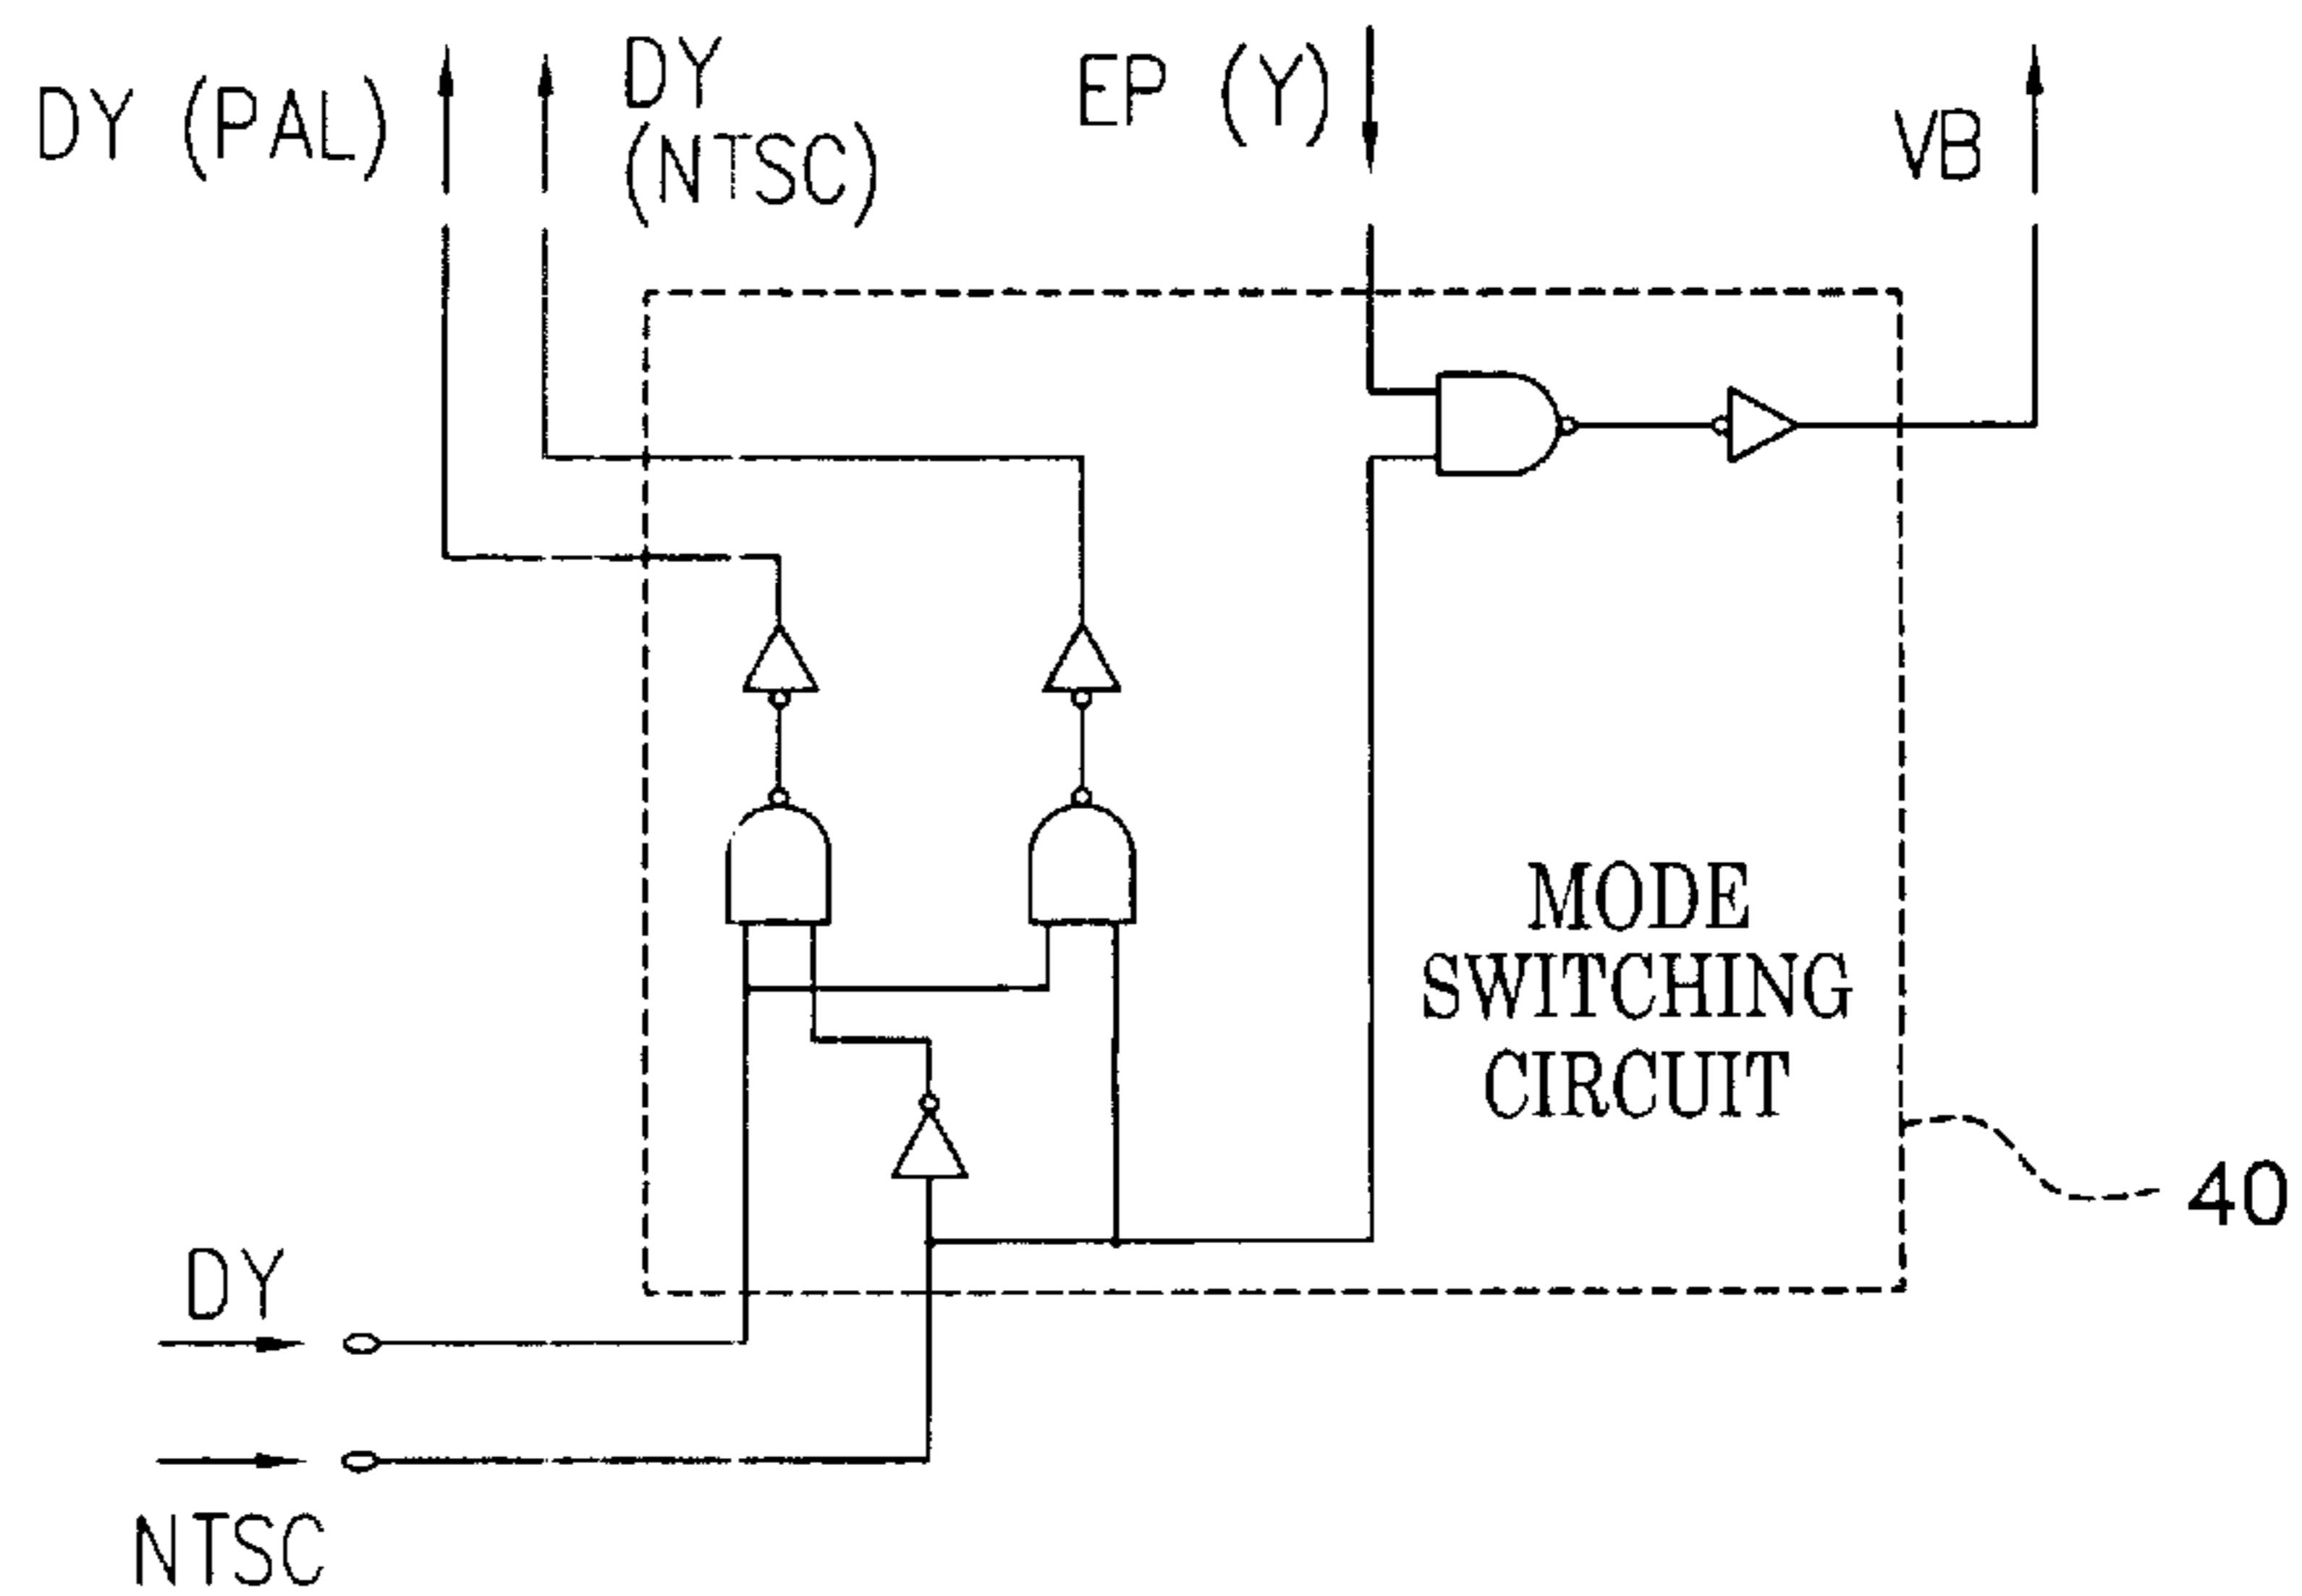 DY (PAL)
DY
(NTSC)
EP (Y)
VB
MODE
SWITCHING
CIRCUIT
40
DY
NTSC